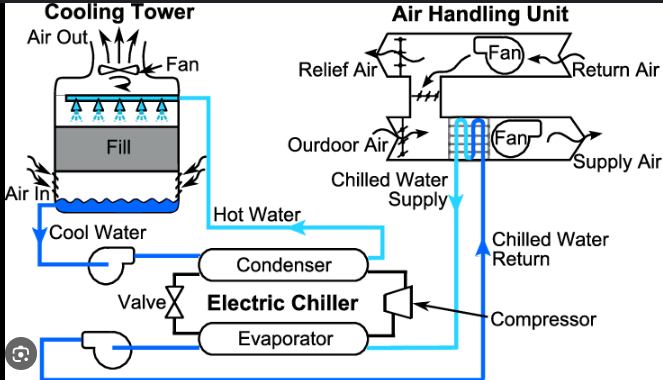 Cooling Tower
Air Out
Fan
Fill
Air In
Cool Water
Hot Water
Air Handling Unit
Relief Air
Fan
Return Air
Ourdoor Air
Fan
Supply Air
Chilled Water
Supply
Chilled Water
Return
Condenser
Valve
Electric Chiller
Compressor
Evaporator